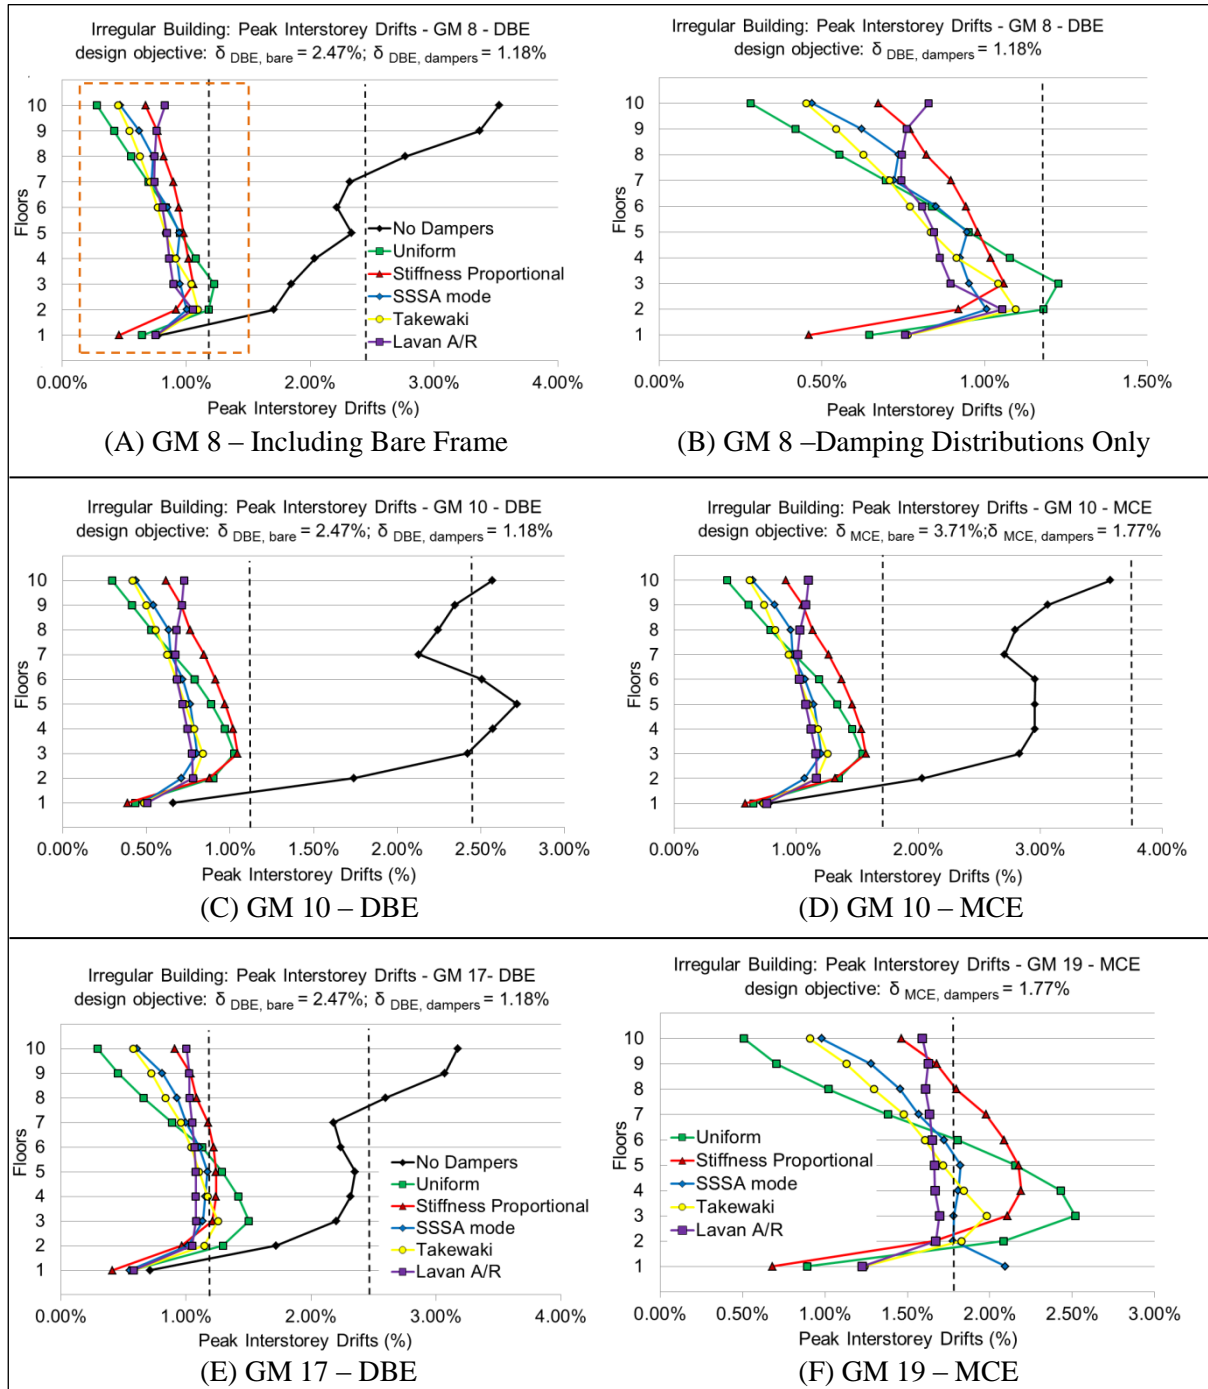 Irregular Building: Peak Interstorey Drifts - GM 8 - DBE
design objective: δ DBE, bare = 2.47%; δ DBE, dampers = 1.18%
10
9
8
7
6
5
4
3
2
1
Floors
No Dampers
Uniform
Stiffness Proportional
SSSA mode
Takewaki
Lavan A/R
0.00% 1.00% 2.00% 3.00% 4.00%
Peak Interstorey Drifts (%)
(A) GM 8 – Including Bare Frame
Irregular Building: Peak Interstorey Drifts - GM 8 - DBE
design objective: δ DBE, dampers = 1.18%
10
9
8
7
6
5
4
3
2
1
Floors
0.00% 0.50% 1.00% 1.50%
Peak Interstorey Drifts (%)
(B) GM 8 –Damping Distributions Only
Irregular Building: Peak Interstorey Drifts - GM 10 - DBE
design objective: δ DBE, bare = 2.47%; δ DBE, dampers = 1.18%
10
9
8
7
6
5
4
3
2
1
Floors
0.00% 0.50% 1.00% 1.50% 2.00% 2.50% 3.00%
Peak Interstorey Drifts (%)
(C) GM 10 – DBE
Irregular Building: Peak Interstorey Drifts - GM 10 - MCE
design objective: δ MCE, bare = 3.71%;δ MCE, dampers = 1.77%
10
9
8
7
6
5
4
3
2
1
Floors
0.00% 1.00% 2.00% 3.00% 4.00%
Peak Interstorey Drifts (%)
(D) GM 10 – MCE
Irregular Building: Peak Interstorey Drifts - GM 17- DBE
design objective: δ DBE, bare = 2.47%; δ DBE, dampers = 1.18%
10
9
8
7
6
5
4
3
2
1
Floors
No Dampers
Uniform
Stiffness Proportional
SSSA mode
Takewaki
Lavan A/R
0.00% 1.00% 2.00% 3.00% 4.00%
Peak Interstorey Drifts (%)
(E) GM 17 – DBE
Irregular Building: Peak Interstorey Drifts - GM 19 - MCE
design objective: δ MCE, dampers = 1.77%
10
9
8
7
6
5
4
3
2
1
Floors
Uniform
Stiffness Proportional
SSSA mode
Takewaki
Lavan A/R
0.00% 0.50% 1.00% 1.50% 2.00% 2.50% 3.00%
Peak Interstorey Drifts (%)
(F) GM 19 – MCE